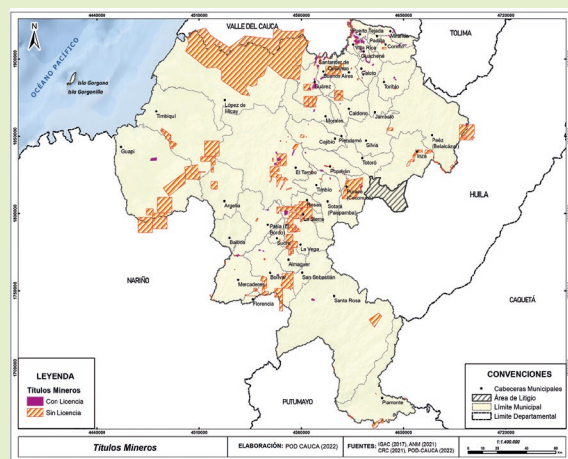 4440000 4510000 4580000 4650000 4720000
VALLE DEL CAUCA
TOLIMA
N
OCÉANO PACÍFICO
Isla Gorgona
Isla Gorgonilla
Puerto Tejada
Miranda
Padilla
Villa Rica
Corinto
Guachené
Santander de
Quilichao
Caloto
Buenos Aires
Toribío
Suárez
López de
Micay
Timbiquí
Caldono
Jambaló
Morales
Páez
(Belalcázar)
Guapi
Cajibío
Piendamó
Silvia
Inzá
Totoró
El Tambo
Popayán
Timbío
HUILA
Puracé
(Coconuco)
Argelia
Rosas
Sotará
(Paispamba)
La Sierra
Patía (El
Bordo)
Balboa
Sucre
La Vega
NARIÑO
Almaguer
Bolívar
San Sebastián
Mercaderes
CAQUETÁ
Florencia
Santa Rosa
PUTUMAYO
Piamonte
LEYENDA
Títulos Mineros
Con Licencia
Sin Licencia
CONVENCIONES
Cabeceras Municipales
Área de Litigio
Límite Municipal
Límite Departamental
1:1.400.000
Títulos Mineros
ELABORACIÓN: POD CAUCA (2022)
FUENTES: IGAC (2017), ANM (2021)
CRC (2021), POD-CAUCA (2022)